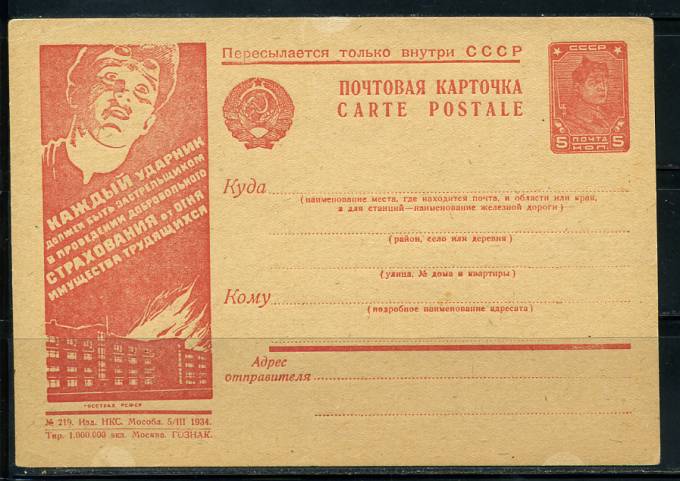 Пересылается только внутри СССР
ПОЧТОВАЯ КАРТОЧКА
CARTE POSTALE
СССР
5 ПОЧТА 5
КОП.
КАЖДЫЙ УДАРНИК
ДОЛЖЕН БЫТЬ ЗАСТРЕЛЬЩИКОМ
В ПРОВЕДЕНИИ ДОБРОВОЛЬНОГО
СТРАХОВАНИЯ от ОГНЯ
ИМУЩЕСТВА ТРУДЯЩИХСЯ
ГОССТРАХ РСФСР
№ 219. Изд. НКС. Мособл. 5/III 1934.
Тир. 1.000.000 экз. Москва. ГОЗНАК.
Куда
(наименование места, где находится почта, и области или края,
а для станций—наименование железной дороги)
(район, село или деревня)
(улица, № дома и квартиры)
Кому
(подробное наименование адресата)
Адрес
отправителя